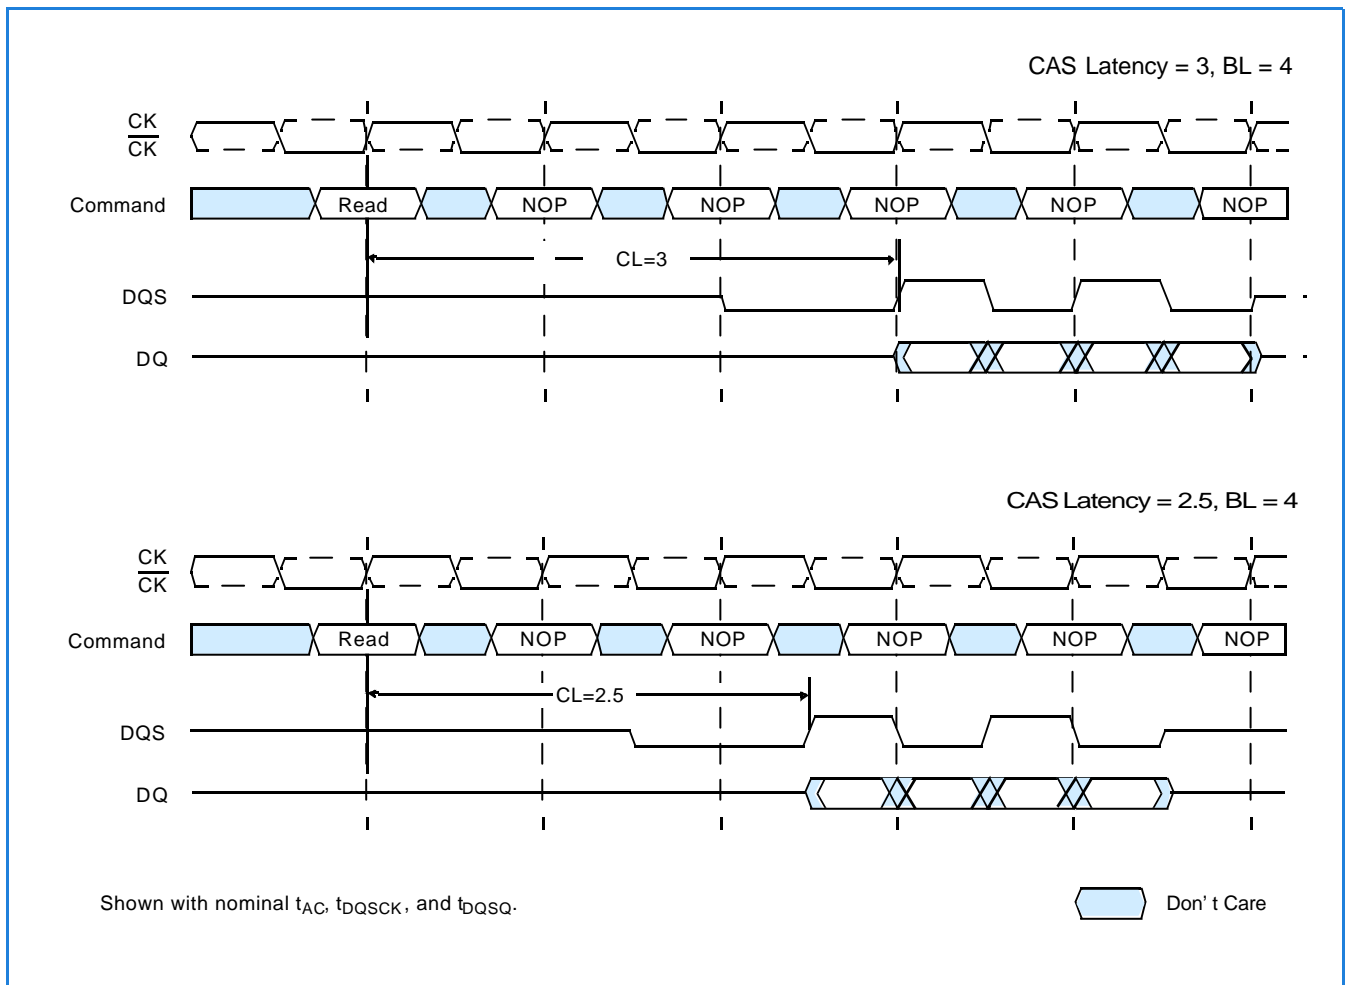 CAS Latency = 3, BL = 4
CK
CK
Command
Read
NOP
NOP
NOP
NOP
NOP
CL=3
DQS
DQ
CAS Latency = 2.5, BL = 4
CK
CK
Command
Read
NOP
NOP
NOP
NOP
NOP
CL=2.5
DQS
DQ
Shown with nominal tAC, tDQSCK, and tDQSQ.
Don' t Care